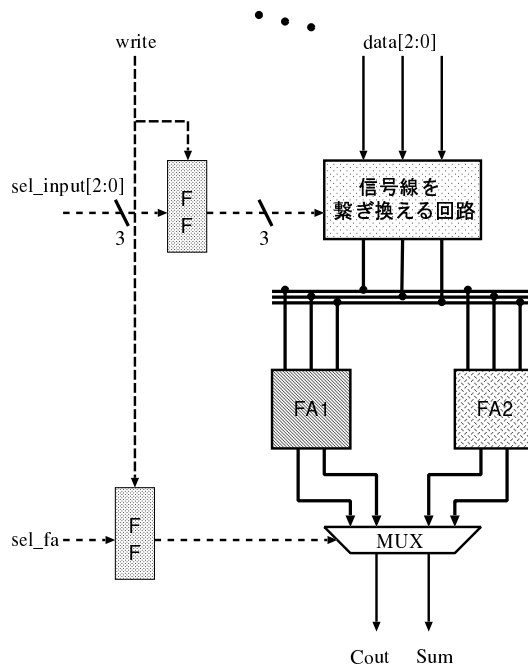 write
data[2:0]
sel_input[2:0]
3
F
F
3
信号線を
繋ぎ換える回路
FA1
FA2
sel_fa
F
F
MUX
Cout
Sum